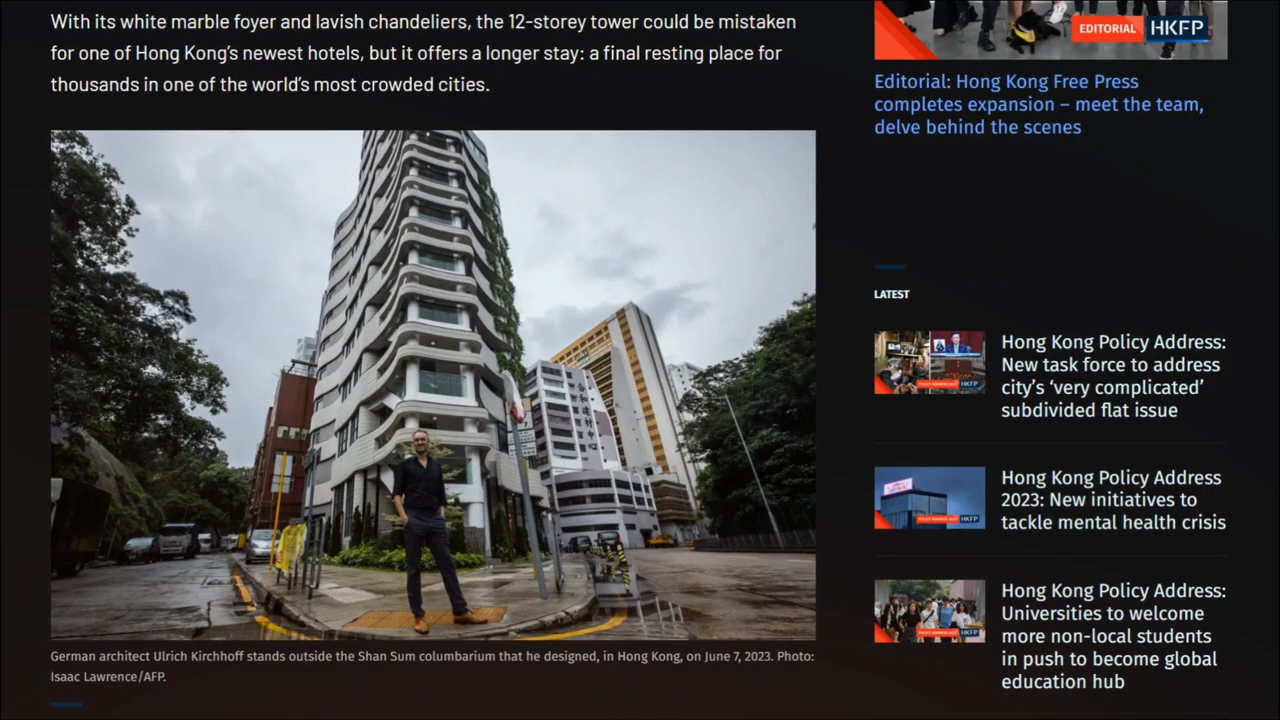 With its white marble foyer and lavish chandeliers, the 12-storey tower could be mistaken
for one of Hong Kong's newest hotels, but it offers a longer stay: a final resting place for
thousands in one of the world's most crowded cities.
German architect Ulrich Kirchhoff stands outside the Shan Sum columbarium that he designed, in Hong Kong, on June 7, 2023. Photo:
Isaac Lawrence/AFP.
EDITORIAL HKFP
Editorial: Hong Kong Free Press
completes expansion – meet the team,
delve behind the scenes
LATEST
HKFP
Hong Kong Policy Address:
New task force to address
city's ‘very complicated’
subdivided flat issue
HKFP
Hong Kong Policy Address
2023: New initiatives to
tackle mental health crisis
HKFP
Hong Kong Policy Address:
Universities to welcome
more non-local students
in push to become global
education hub